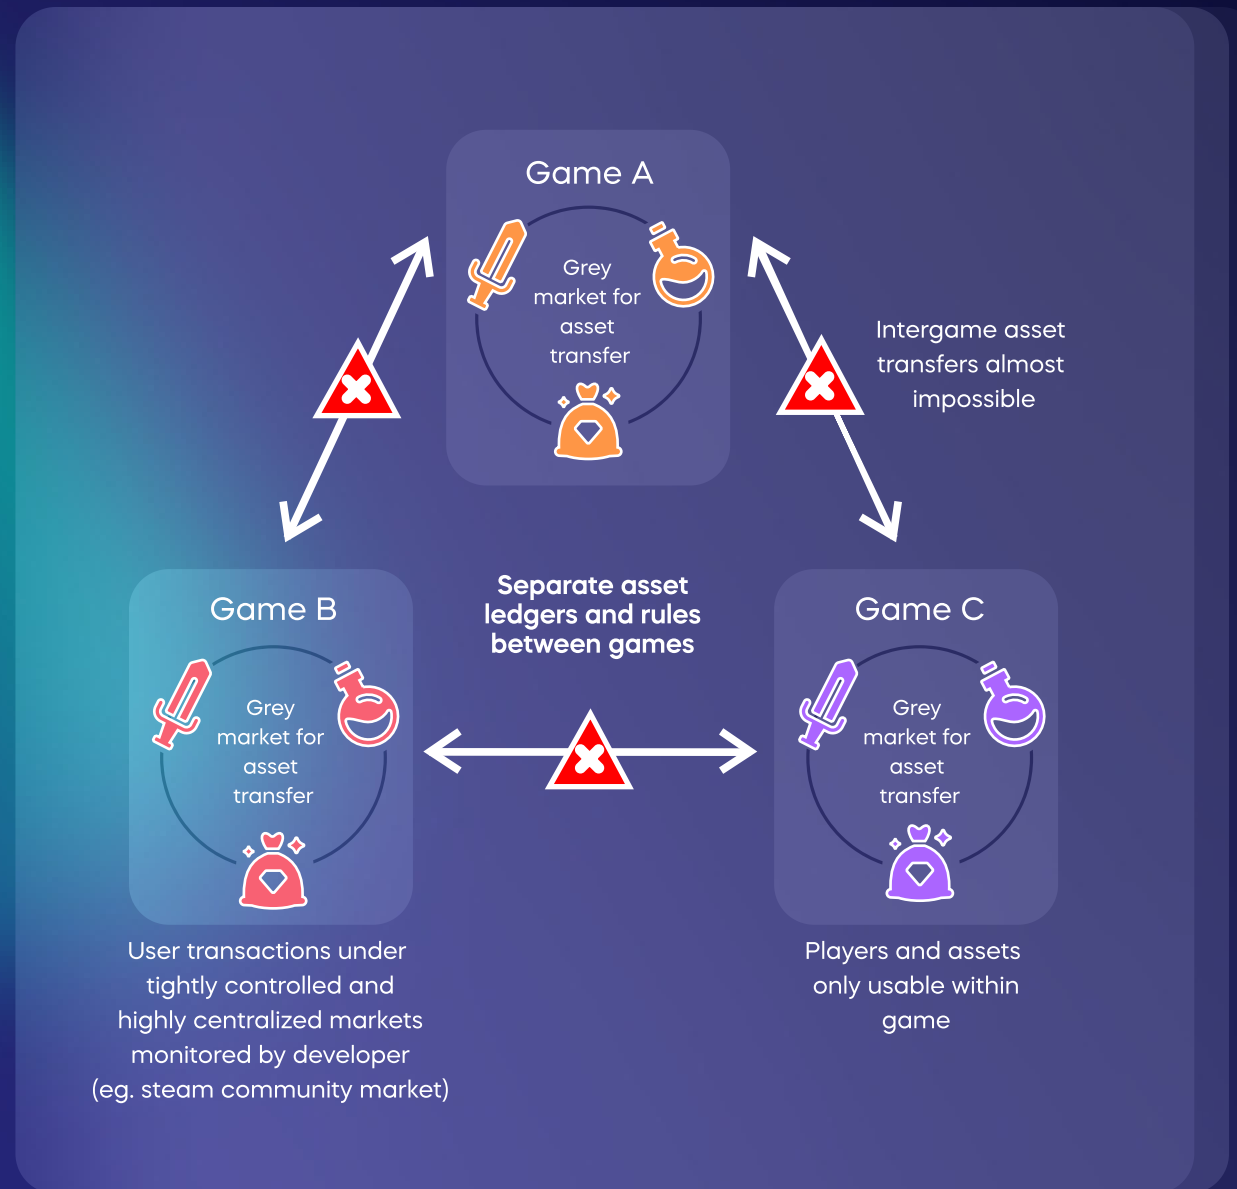 Game A
Grey
market for
asset
transfer
Intergame asset
transfers almost
impossible
Separate asset
ledgers and rules
between games
Game B
Grey
market for
asset
transfer
User transactions under
tightly controlled and
highly centralized markets
monitored by developer
(eg. steam community market)
Game C
Grey
market for
asset
transfer
Players and assets
only usable within
game